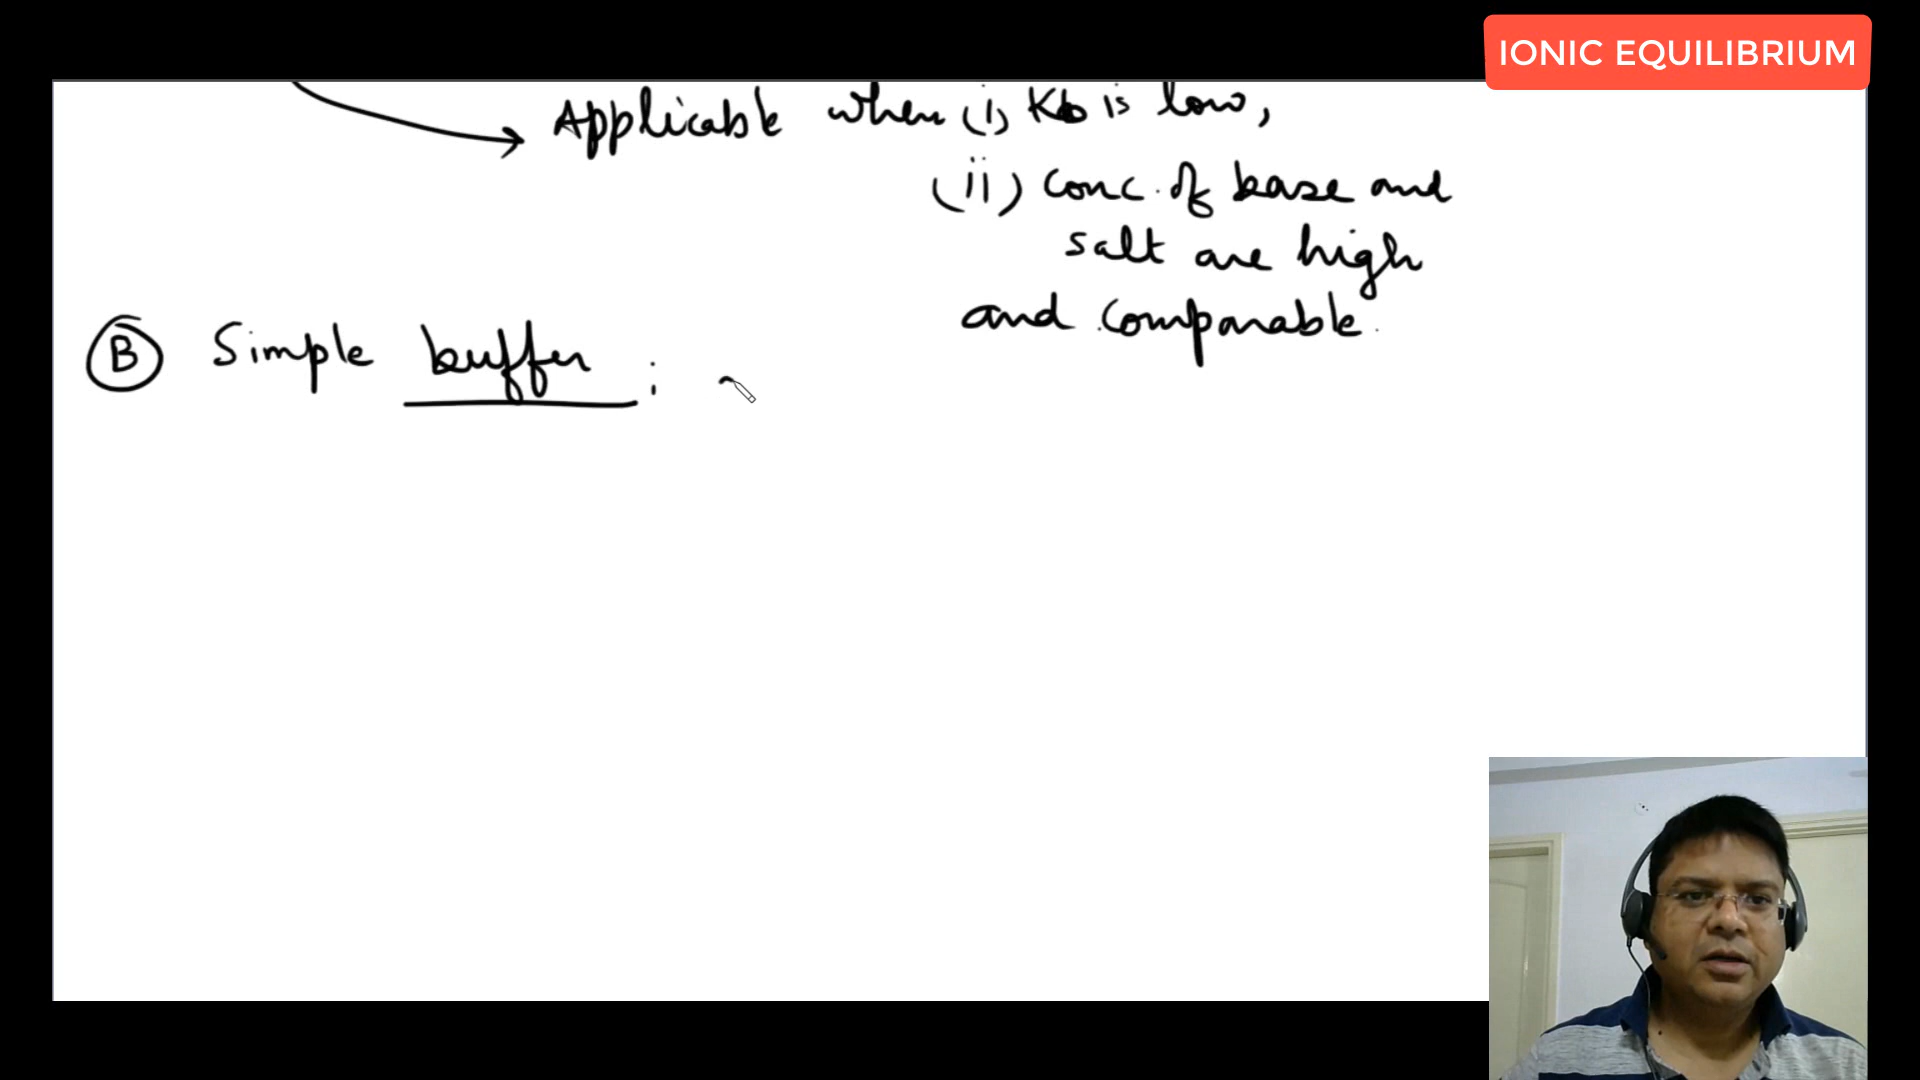 IONIC EQUILIBRIUM
Applicable when (i) Kb is low,
(ii) conc. of base and
salt are high
and comparable.
(B) Simple buffer :